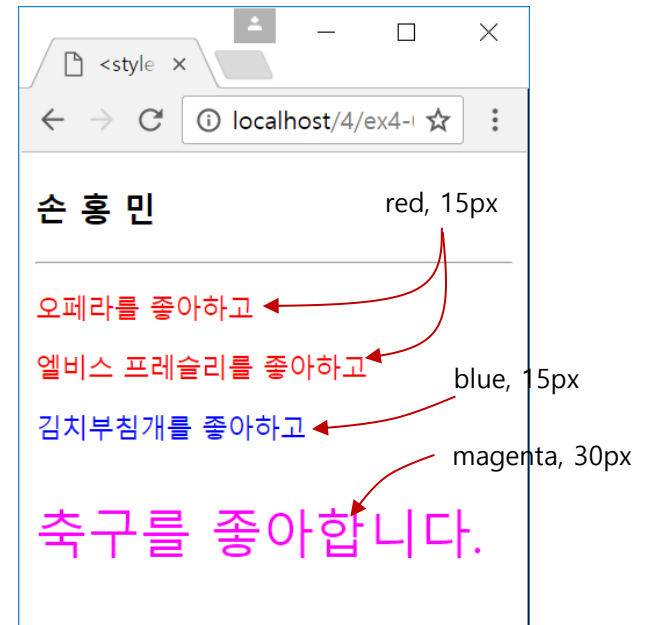 <style
localhost/4/ex4-
손 홍 민
red, 15px
오페라를 좋아하고
엘비스 프레슬리를 좋아하고
blue, 15px
김치부침개를 좋아하고
magenta, 30px
축구를 좋아합니다.